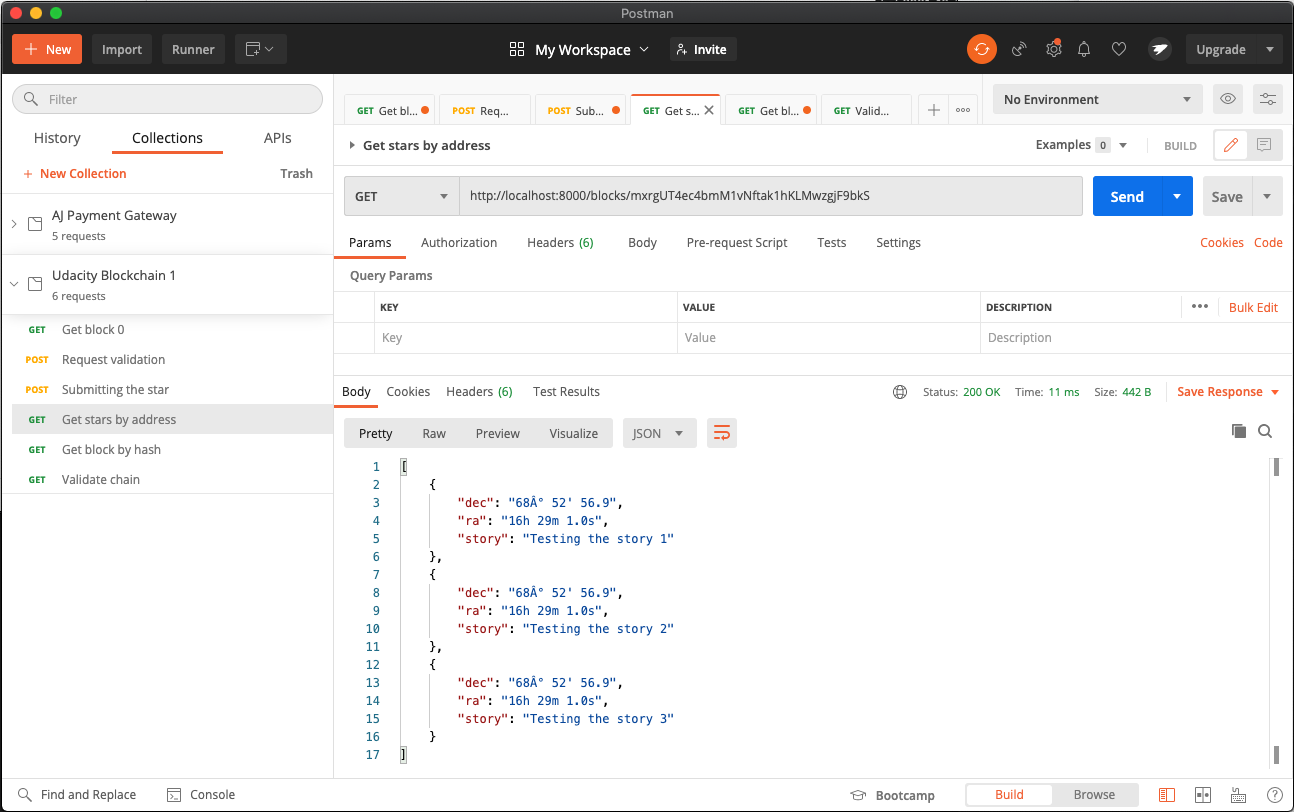 Postman
+ New
Import
Runner
My Workspace
Invite
Upgrade
Filter
History
Collections
APIs
+ New Collection
Trash
AJ Payment Gateway
5 requests
Udacity Blockchain 1
6 requests
GET Get block 0
POST Request validation
POST Submitting the star
GET Get stars by address
GET Get block by hash
GET Validate chain
GET Get bl...
POST Req...
POST Sub...
GET Get s...
GET Get bl...
GET Valid...
No Environment
Get stars by address
Examples 0
BUILD
GET
http://localhost:8000/blocks/mxrgUT4ec4bmM1vNftak1hKLMwzgjF9bkS
Send
Save
Params
Authorization
Headers (6)
Body
Pre-request Script
Tests
Settings
Cookies
Code
Query Params
KEY
VALUE
DESCRIPTION
Bulk Edit
Key
Value
Description
Body
Cookies
Headers (6)
Test Results
Status: 200 OK
Time: 11 ms
Size: 442 B
Save Response
Pretty
Raw
Preview
Visualize
JSON
1 [
2 {
3 "dec": "68Â° 52' 56.9",
4 "ra": "16h 29m 1.0s",
5 "story": "Testing the story 1"
6 },
7 {
8 "dec": "68Â° 52' 56.9",
9 "ra": "16h 29m 1.0s",
10 "story": "Testing the story 2"
11 },
12 {
13 "dec": "68Â° 52' 56.9",
14 "ra": "16h 29m 1.0s",
15 "story": "Testing the story 3"
16 }
17 ]
Find and Replace
Console
Bootcamp
Build
Browse